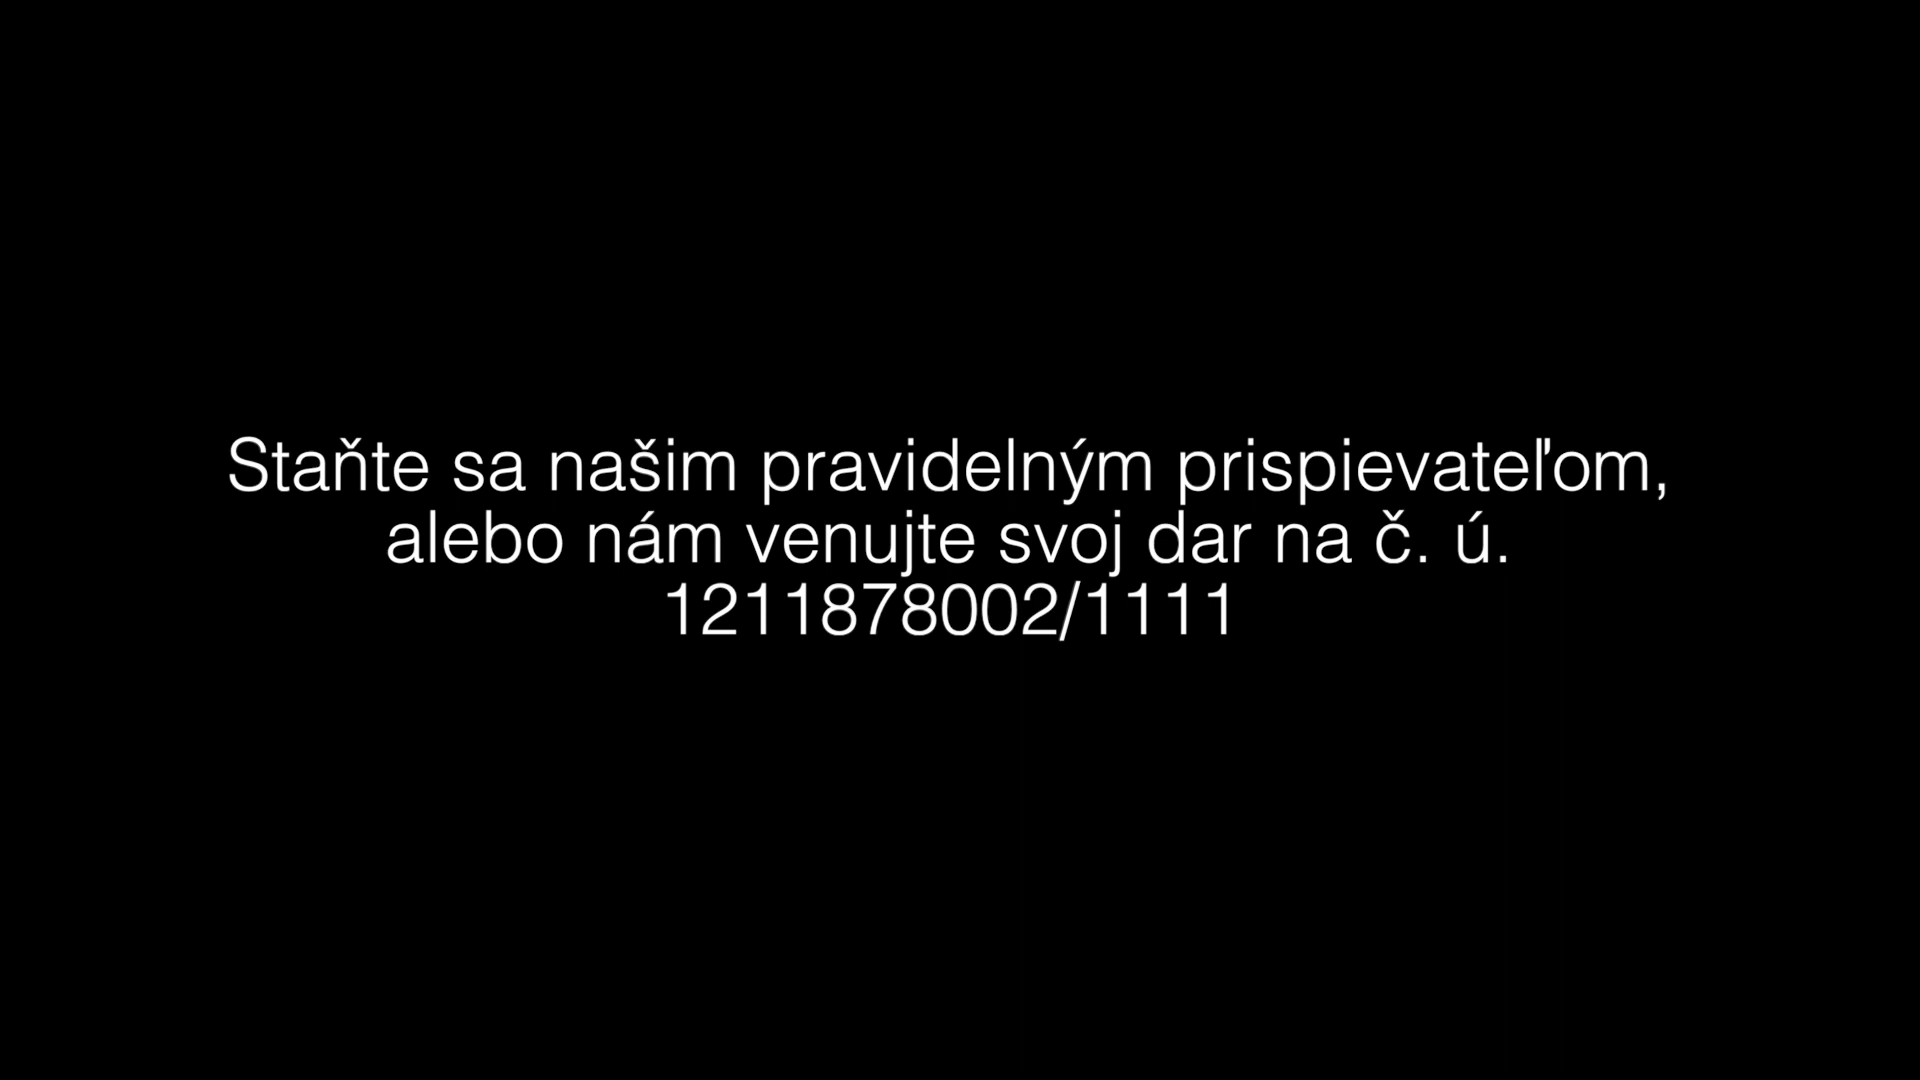 Staňte sa našim pravidelným prispievateľom,
alebo nám venujte svoj dar na č. ú.
1211878002/1111